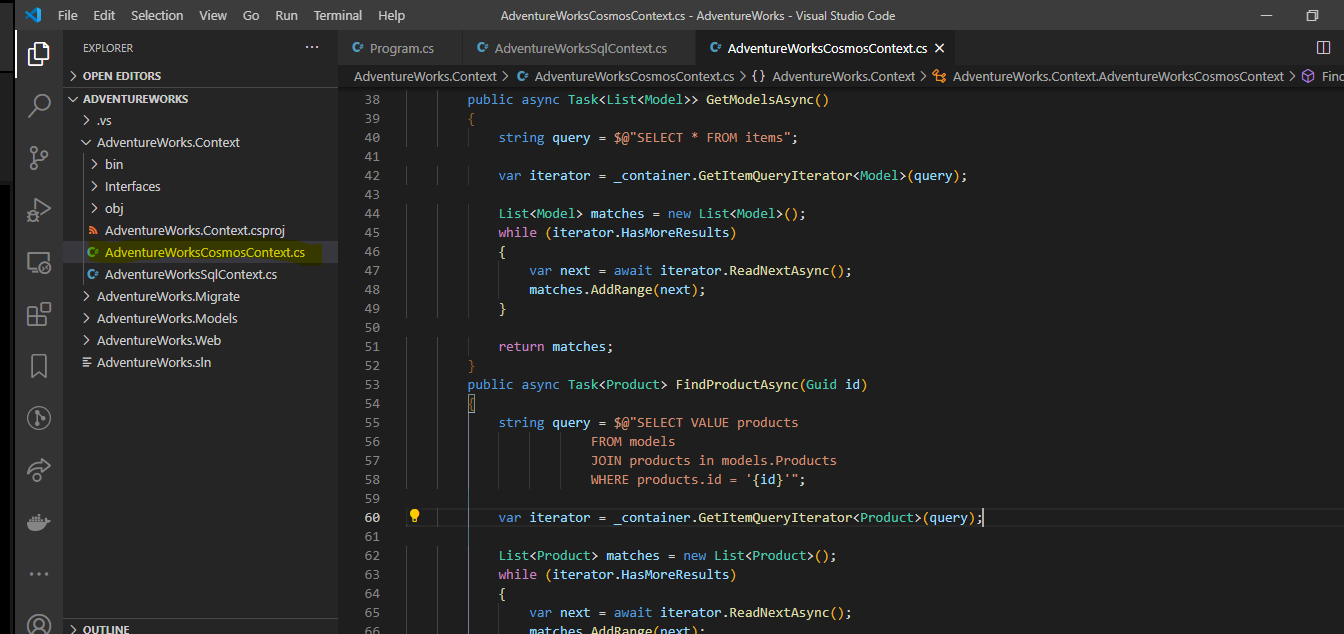 File Edit Selection View Go Run Terminal Help AdventureWorksCosmosContext.cs - AdventureWorks - Visual Studio Code
EXPLORER
OPEN EDITORS
ADVENTUREWORKS
.vs
AdventureWorks.Context
bin
Interfaces
obj
AdventureWorks.Context.csproj
AdventureWorksCosmosContext.cs
AdventureWorksSqlContext.cs
AdventureWorks.Migrate
AdventureWorks.Models
AdventureWorks.Web
AdventureWorks.sln
OUTLINE
Program.cs AdventureWorksSqlContext.cs AdventureWorksCosmosContext.cs
AdventureWorks.Context > AdventureWorksCosmosContext.cs > {} AdventureWorks.Context > AdventureWorks.Context.AdventureWorksCosmosContext > Finc
38 public async Task<List<Model>> GetModelsAsync()
39 {
40 string query = $@"SELECT * FROM items";
41
42 var iterator = _container.GetItemQueryIterator<Model>(query);
43
44 List<Model> matches = new List<Model>();
45 while (iterator.HasMoreResults)
46 {
47 var next = await iterator.ReadNextAsync();
48 matches.AddRange(next);
49 }
50
51 return matches;
52 }
53 public async Task<Product> FindProductAsync(Guid id)
54 {
55 string query = $@"SELECT VALUE products
56 FROM models
57 JOIN products in models.Products
58 WHERE products.id = '{id}'";
59
60 var iterator = _container.GetItemQueryIterator<Product>(query);
61
62 List<Product> matches = new List<Product>();
63 while (iterator.HasMoreResults)
64 {
65 var next = await iterator.ReadNextAsync();
66 matches.AddRange(next);